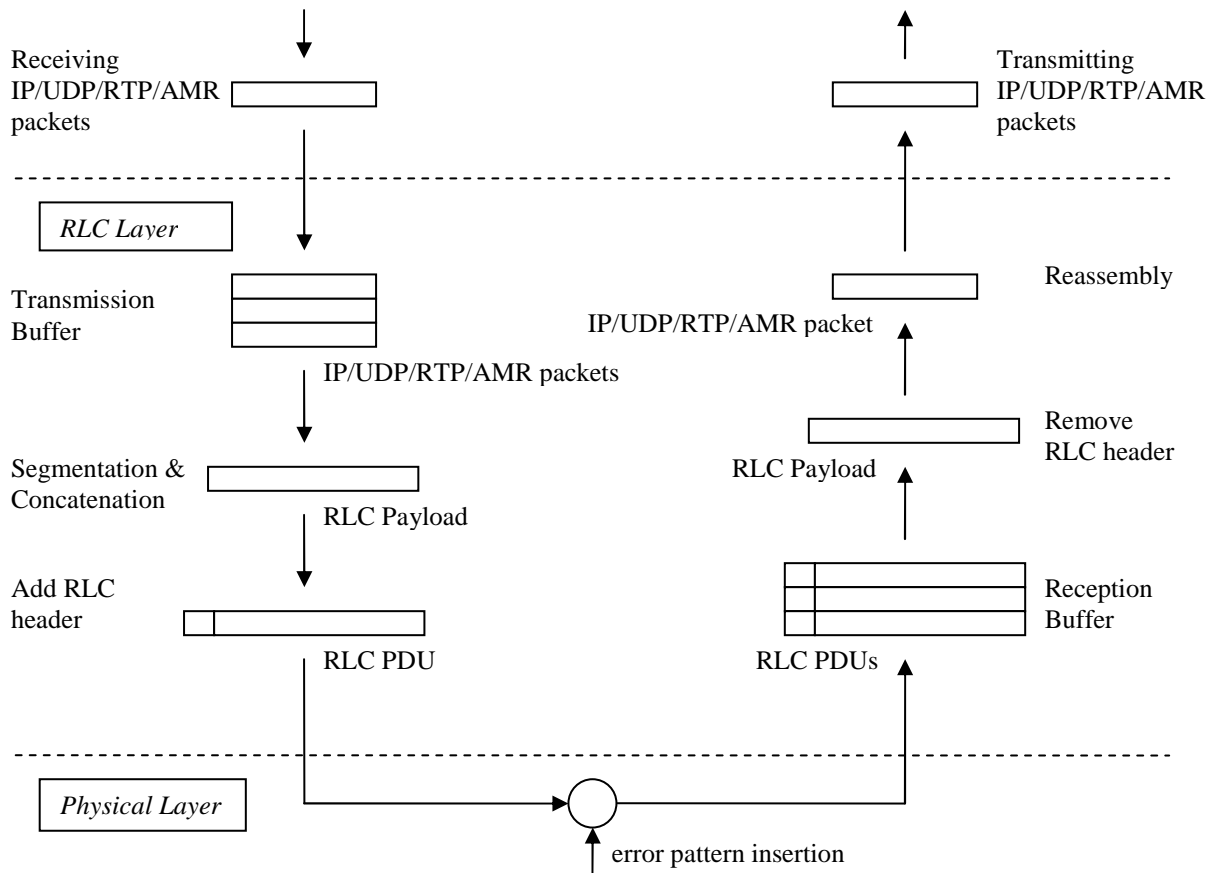 Receiving
IP/UDP/RTP/AMR
packets
Transmitting
IP/UDP/RTP/AMR
packets
RLC Layer
Transmission
Buffer
IP/UDP/RTP/AMR packets
Reassembly
IP/UDP/RTP/AMR packet
Segmentation &
Concatenation
RLC Payload
Remove
RLC header
RLC Payload
Add RLC
header
RLC PDU
Reception
Buffer
RLC PDUs
Physical Layer
error pattern insertion